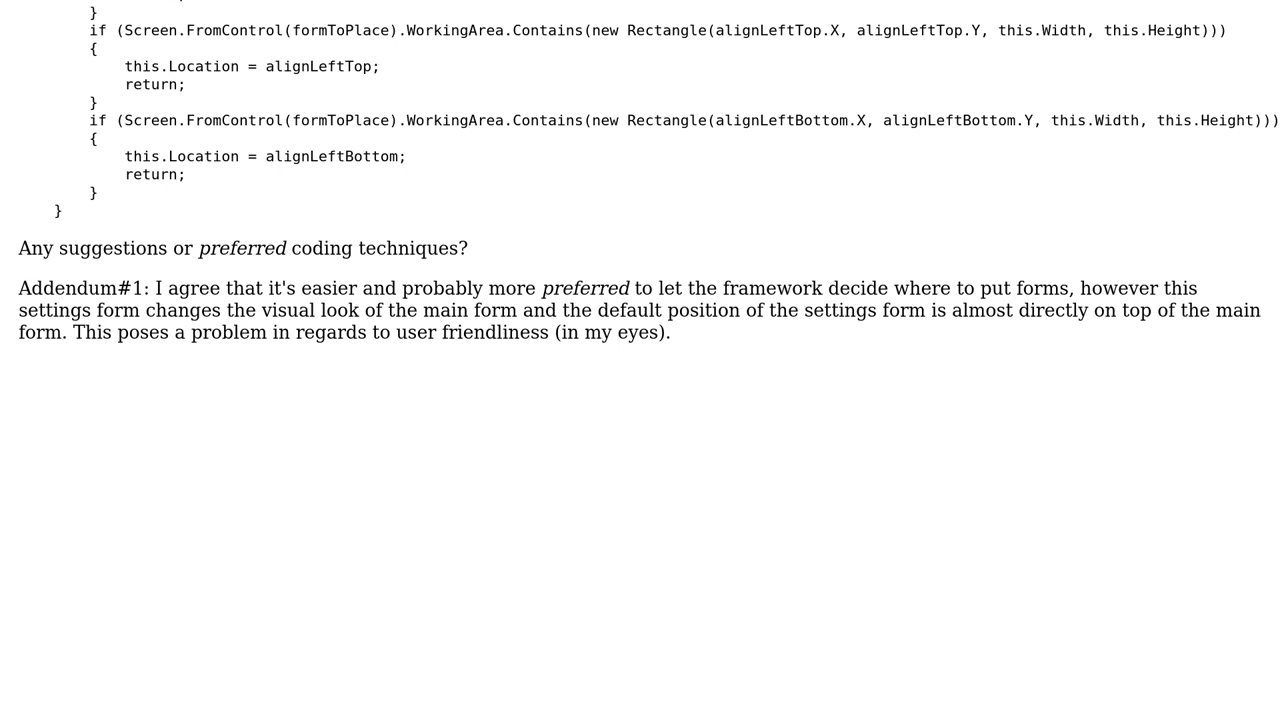 }
if (Screen.FromControl(formToPlace).WorkingArea.Contains(new Rectangle(alignLeftTop.X, alignLeftTop.Y, this.Width, this.Height)))
{
this.Location = alignLeftTop;
return;
}
if (Screen.FromControl(formToPlace).WorkingArea.Contains(new Rectangle(alignLeftBottom.X, alignLeftBottom.Y, this.Width, this.Height)))
{
this.Location = alignLeftBottom;
return;
}
}
Any suggestions or preferred coding techniques?
Addendum#1: I agree that it's easier and probably more preferred to let the framework decide where to put forms, however this
settings form changes the visual look of the main form and the default position of the settings form is almost directly on top of the main
form. This poses a problem in regards to user friendliness (in my eyes).